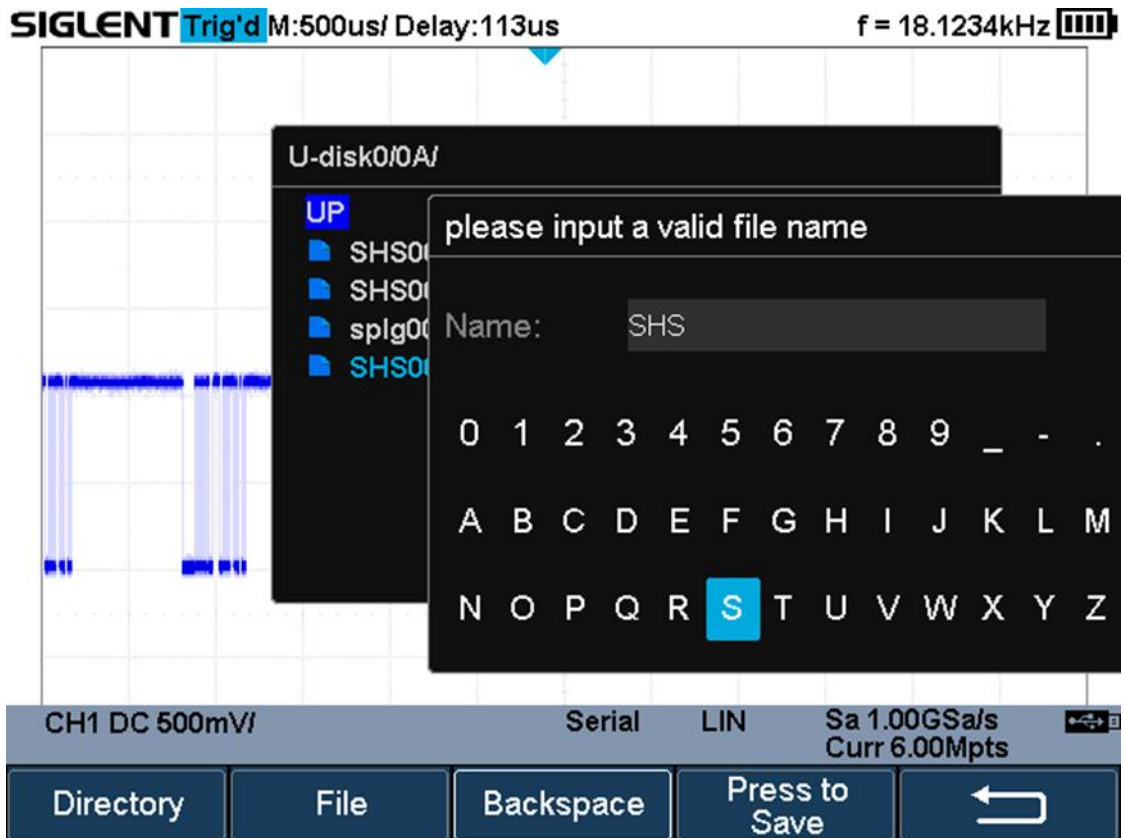 SIGLENT Trig'd M:500us/ Delay:113us f = 18.1234kHz
U-disk0/0A/
UP
please input a valid file name
SHS0
SHS0
splg0
SHS0
Name: SHS
0 1 2 3 4 5 6 7 8 9 _ - .
A B C D E F G H I J K L M
N O P Q R S T U V W X Y Z
CH1 DC 500mV/ Serial LIN Sa 1.00GSa/s
Curr 6.00Mpts
Directory File Backspace Press to
Save